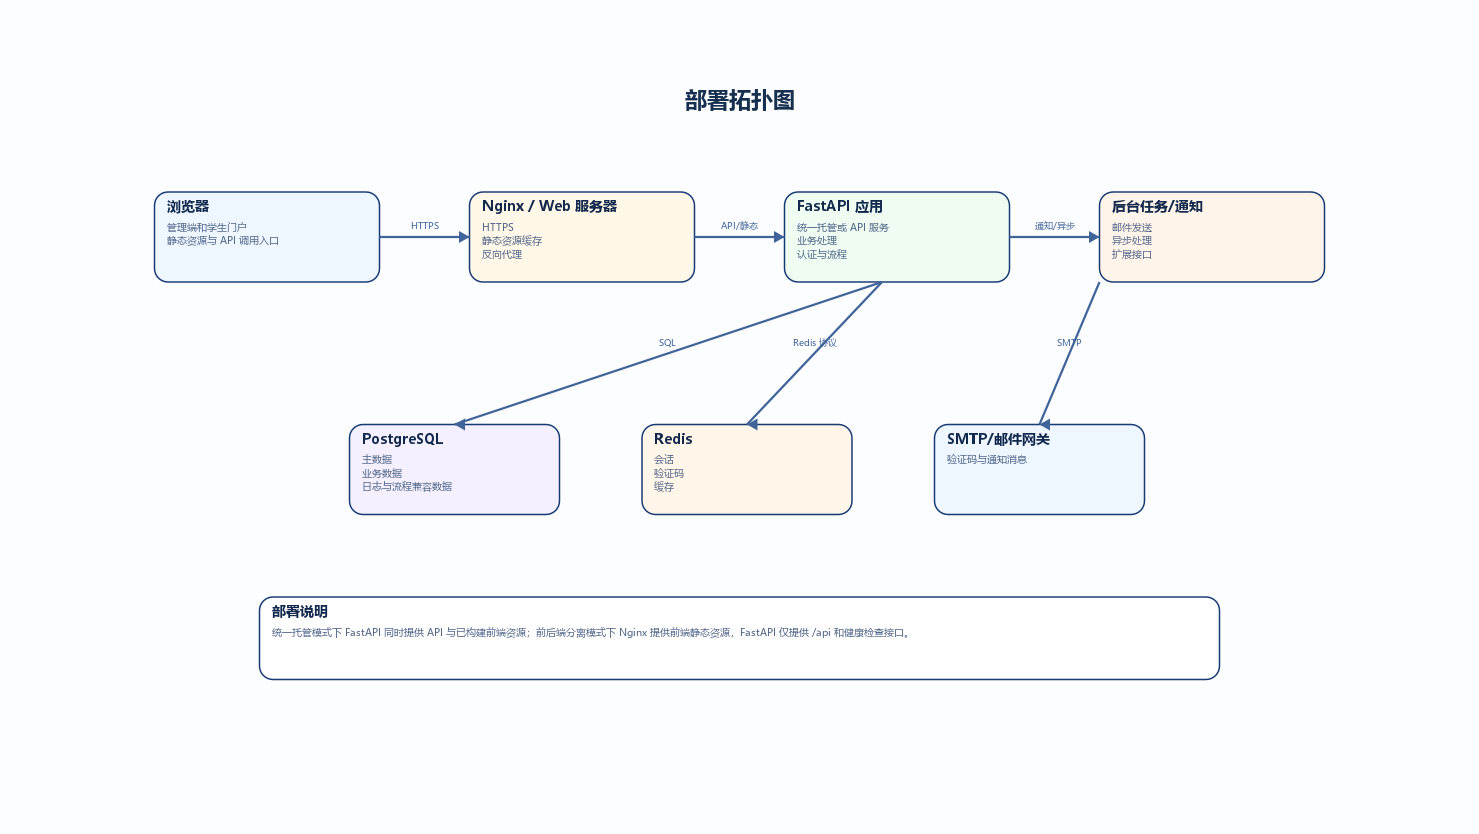 部署拓扑图
浏览器
管理端和学生门户
静态资源与 API 调用入口
HTTPS
Nginx / Web 服务器
HTTPS
静态资源缓存
反向代理
API/静态
FastAPI 应用
统一托管或 API 服务
业务处理
认证与流程
通知/异步
后台任务/通知
邮件发送
异步处理
扩展接口
SQL
Redis 协议
SMTP
PostgreSQL
主数据
业务数据
日志与流程兼容数据
Redis
会话
验证码
缓存
SMTP/邮件网关
验证码与通知消息
部署说明
统一托管模式下 FastAPI 同时提供 API 与已构建前端资源；前后端分离模式下 Nginx 提供前端静态资源，FastAPI 仅提供 /api 和健康检查接口。